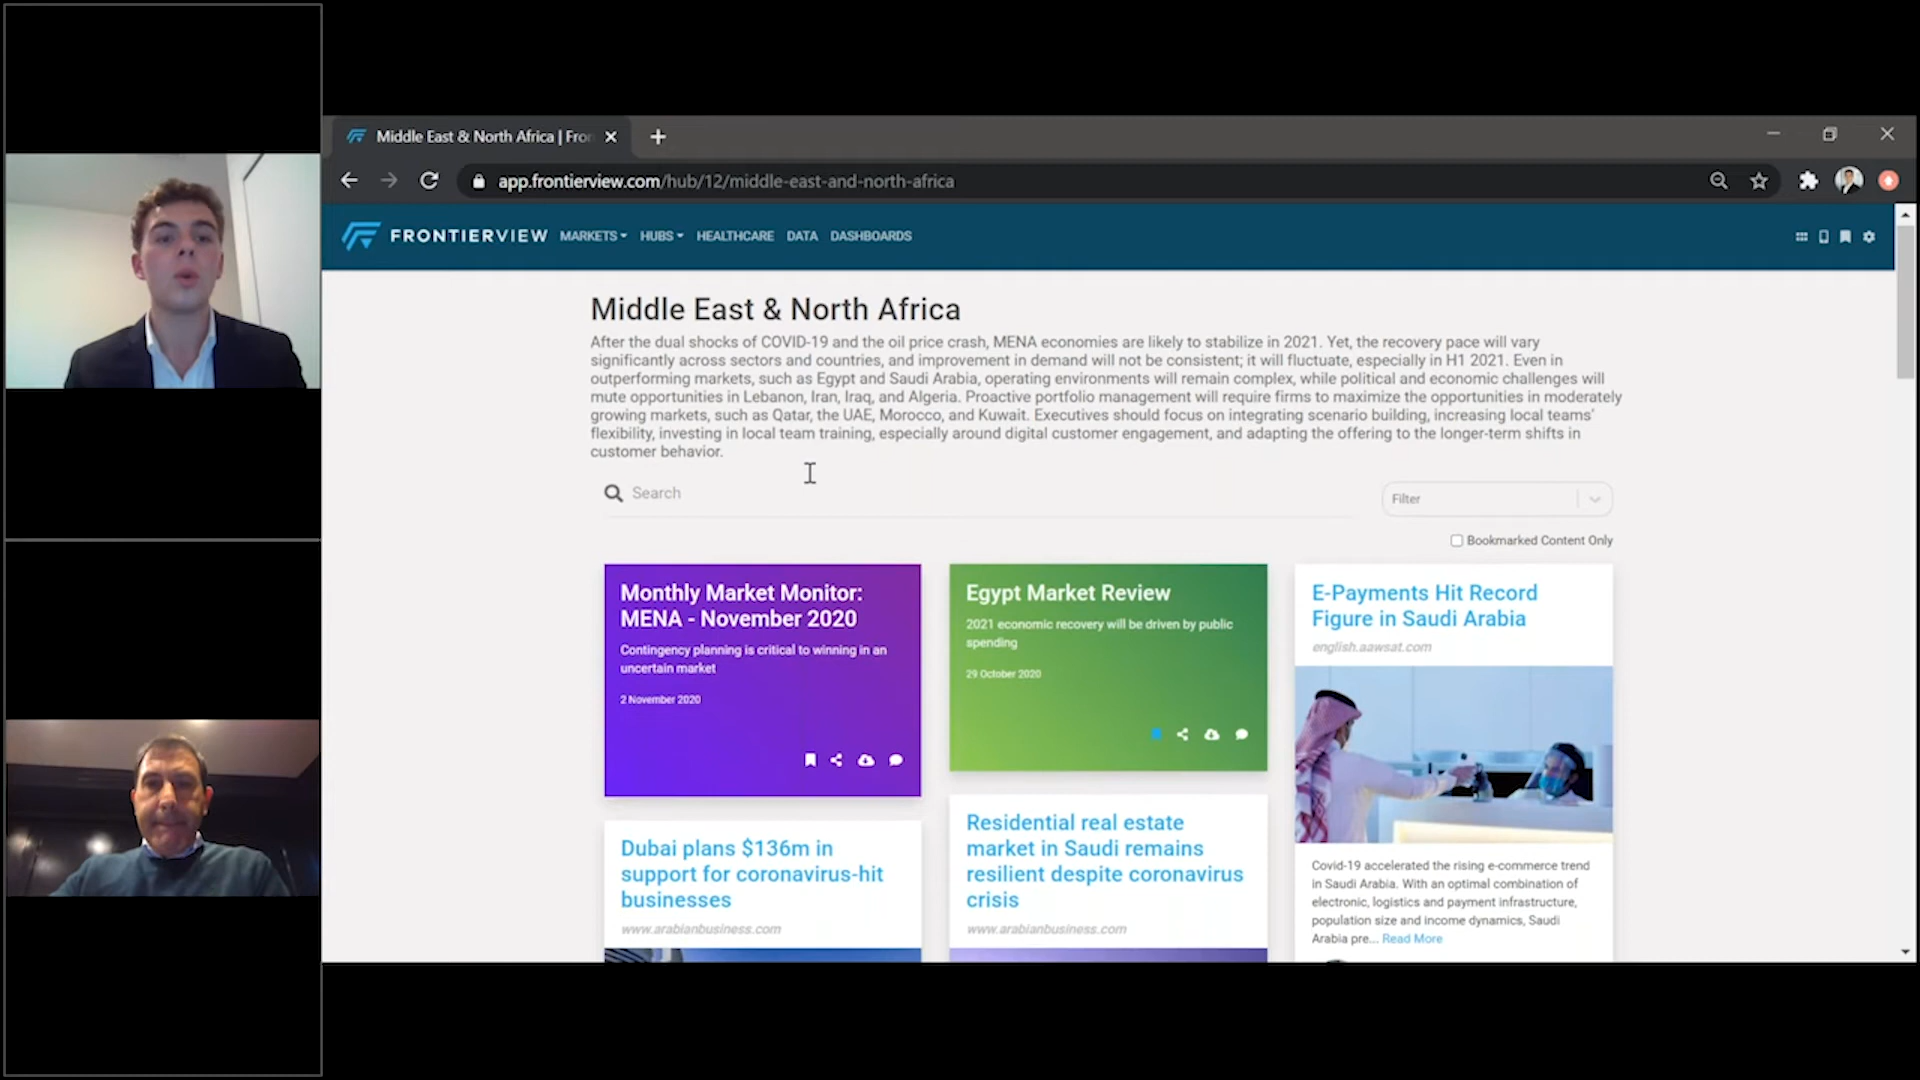 Middle East & North Africa | Fro
app.frontierview.com/hub/12/middle-east-and-north-africa
FRONTIERVIEW MARKETS HUBS HEALTHCARE DATA DASHBOARDS
Middle East & North Africa
After the dual shocks of COVID-19 and the oil price crash, MENA economies are likely to stabilize in 2021. Yet, the recovery pace will vary
significantly across sectors and countries, and improvement in demand will not be consistent; it will fluctuate, especially in H1 2021. Even in
outperforming markets, such as Egypt and Saudi Arabia, operating environments will remain complex, while political and economic challenges will
mute opportunities in Lebanon, Iran, Iraq, and Algeria. Proactive portfolio management will require firms to maximize the opportunities in moderately
growing markets, such as Qatar, the UAE, Morocco, and Kuwait. Executives should focus on integrating scenario building, increasing local teams'
flexibility, investing in local team training, especially around digital customer engagement, and adapting the offering to the longer-term shifts in
customer behavior.
Search
Filter
Bookmarked Content Only
Monthly Market Monitor:
MENA - November 2020
Contingency planning is critical to winning in an
uncertain market
2 November 2020
Egypt Market Review
2021 economic recovery will be driven by public
spending
29 October 2020
E-Payments Hit Record
Figure in Saudi Arabia
english.aawsat.com
Covid-19 accelerated the rising e-commerce trend
in Saudi Arabia. With an optimal combination of
electronic, logistics and payment infrastructure,
population size and income dynamics, Saudi
Arabia pre... Read More
Dubai plans $136m in
support for coronavirus-hit
businesses
www.arabianbusiness.com
Residential real estate
market in Saudi remains
resilient despite coronavirus
crisis
www.arabianbusiness.com